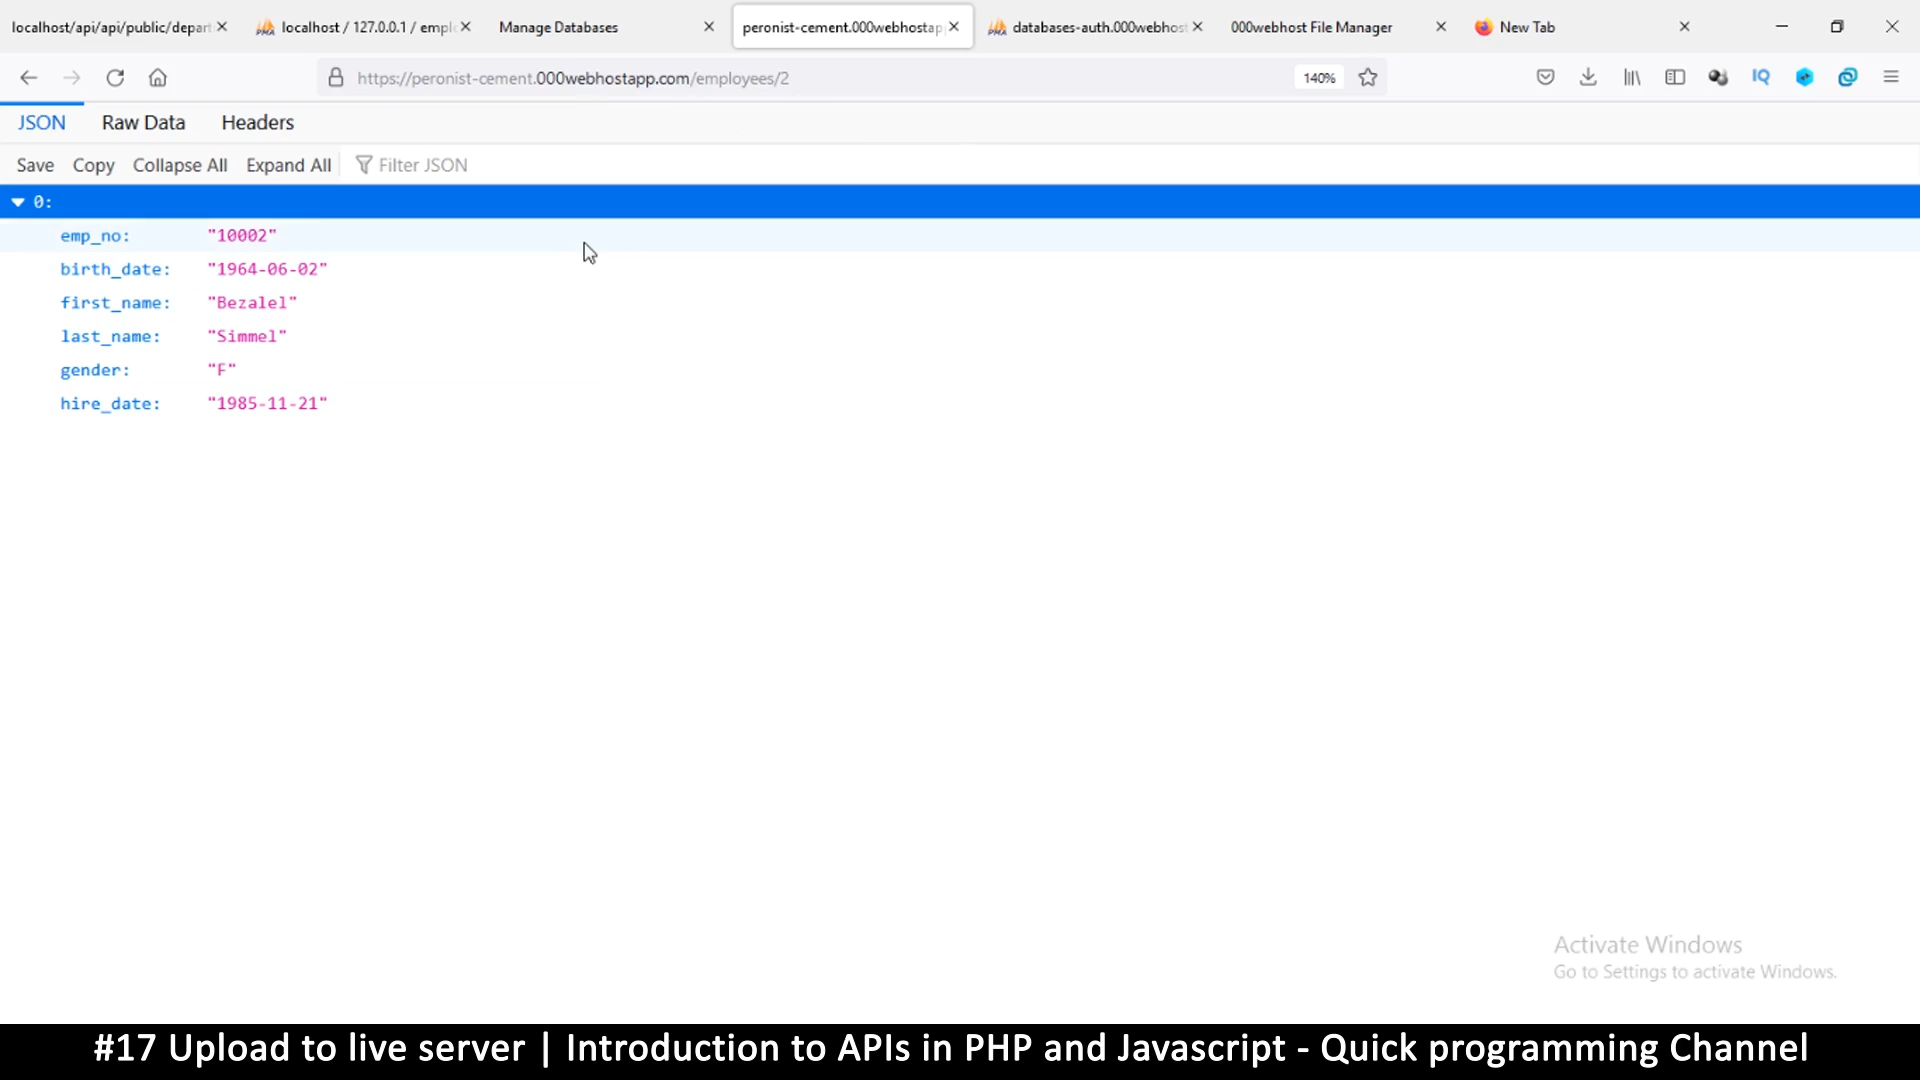 localhost/api/api/public/depart
localhost / 127.0.0.1 / emplo
Manage Databases
peronist-cement.000webhostap
databases-auth.000webhost
000webhost File Manager
New Tab
https://peronist-cement.000webhostapp.com/employees/2
140%
IQ
JSON Raw Data Headers
Save Copy Collapse All Expand All Filter JSON
0:
emp_no: "10002"
birth_date: "1964-06-02"
first_name: "Bezalel"
last_name: "Simmel"
gender: "F"
hire_date: "1985-11-21"
Activate Windows
Go to Settings to activate Windows.
#17 Upload to live server | Introduction to APIs in PHP and Javascript - Quick programming Channel